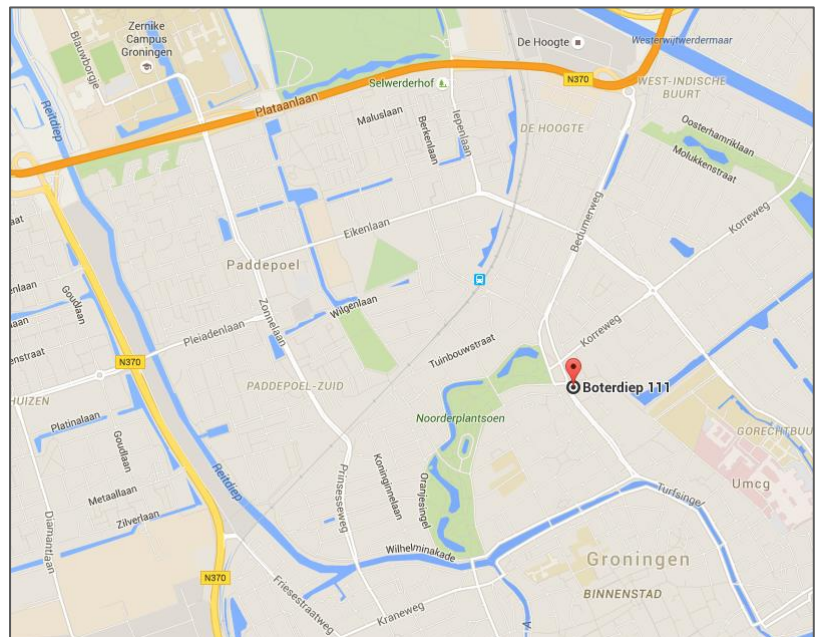 Zernike
Campus
Groningen
Blauwborgje
Reitdiep
De Hoogte
Westerwijtwerdermaar
N370
WEST-INDISCHE
BUURT
Selwerderhof
Plataanlaan
Maluslaan
Berkenlaan
Iepenlaan
DE HOOGTE
Oosterhamriklaan
Molukkenstraat
Korreweg
Bedumerweg
Eikenlaan
Paddepoel
Goudlaan
Zonnelaan
Wilgenlaan
Pleiadenlaan
Korreweg
Tuinbouwstraat
N370
PADDEPOEL-ZUID
Boterdiep 111
HUIZEN
Platinalaan
Noorderplantsoen
GORECHTBUU
Goudlaan
Reitdiep
Prinsesseweg
Koninginnelaan
Oranjesingel
Umcg
Turfsingel
Metaallaan
Zilverlaan
Diamantlaan
Wilhelminakade
Groningen
BINNENSTAD
N370
Friesestraatweg
Kraneweg
A
aat
enlaan
aan
enstraat